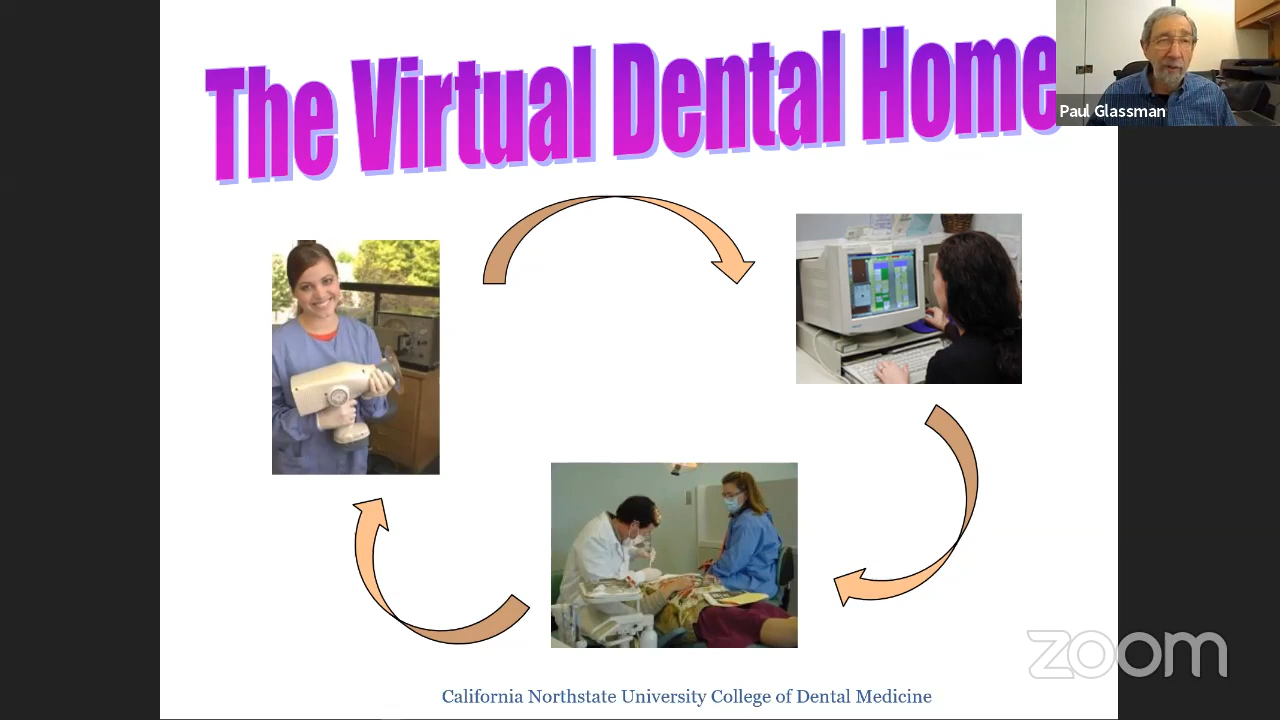 The Virtual Dental Home
Paul Glassman
zoom
California Northstate University College of Dental Medicine